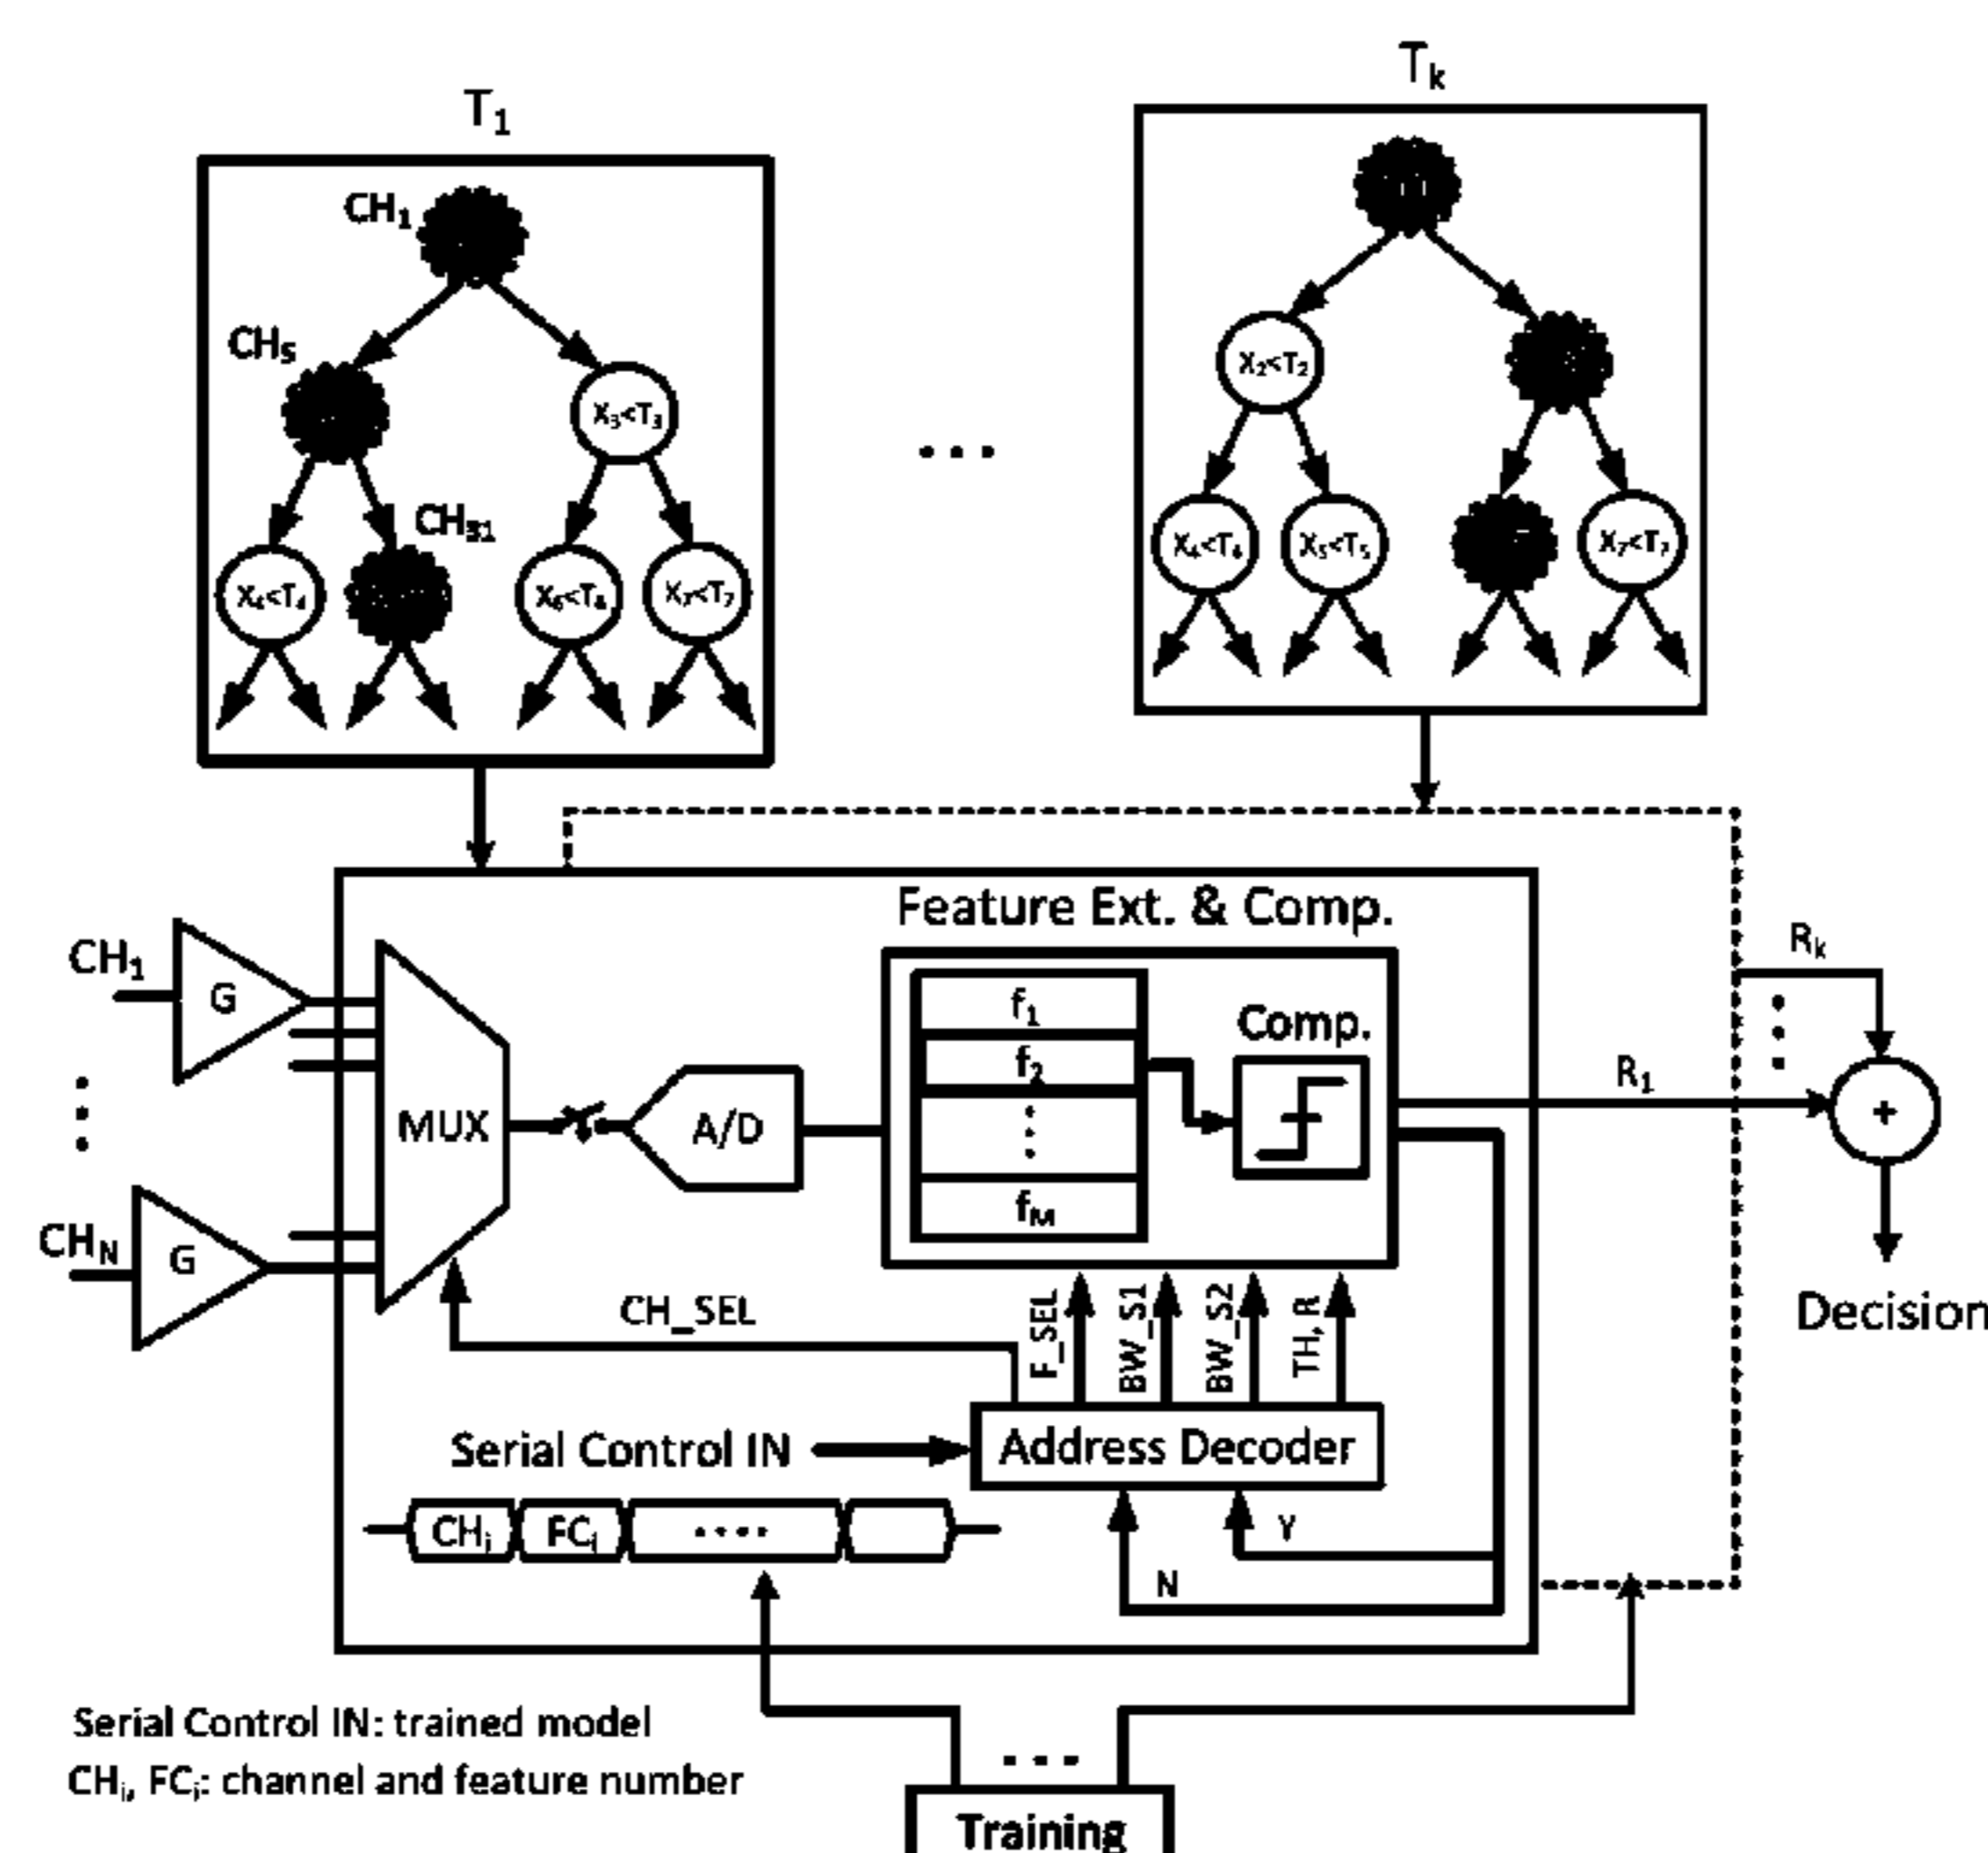 T1
Tk
CH1
CH5
X3<T3
CH31
X4<T4
X6<T6
X7<T7
...
X2<T2
X4<T4
X5<T5
X7<T7
Feature Ext. & Comp.
CH1
G
MUX
A/D
f1
f2
fM
Comp.
R1
Rk
+
Decision
CHN
G
CH_SEL
F_SEL
BW_S1
BW_S2
TH, R
Serial Control IN
Address Decoder
CHi
FCi
....
Y
N
Serial Control IN: trained model
CHi, FCi: channel and feature number
...
Training